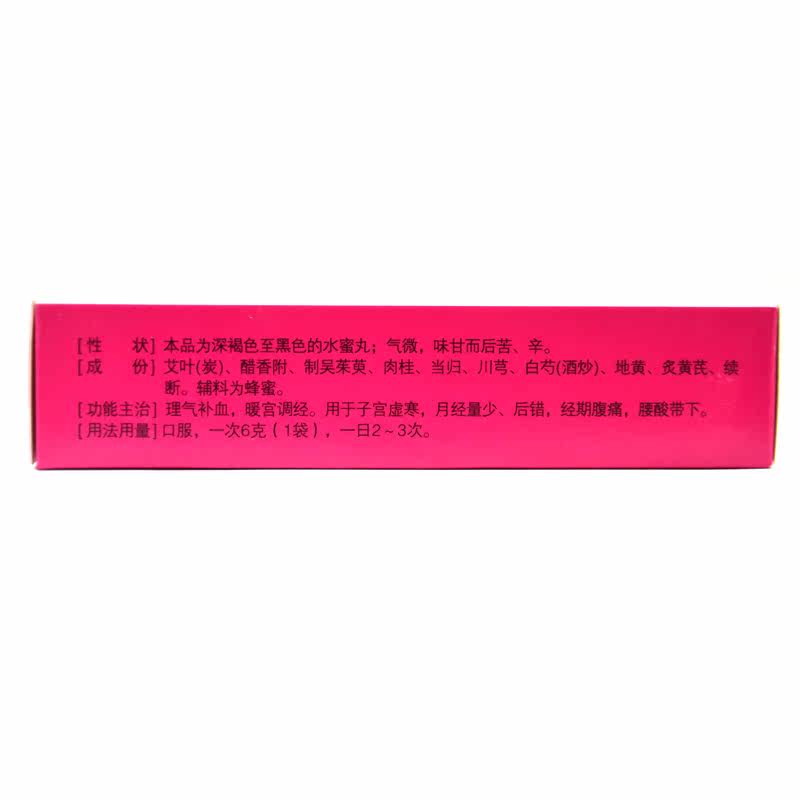 [性　　状] 本品为深褐色至黑色的水蜜丸；气微，味甘而后苦、辛。
[成　　份] 艾叶(炭)、醋香附、制吴茱萸、肉桂、当归、川芎、白芍(酒炒)、地黄、炙黄芪、续
断。辅料为蜂蜜。
[功能主治] 理气补血，暖宫调经。用于子宫虚寒，月经量少、后错，经期腹痛，腰酸带下。
[用法用量] 口服，一次6克（1袋），一日2～3次。